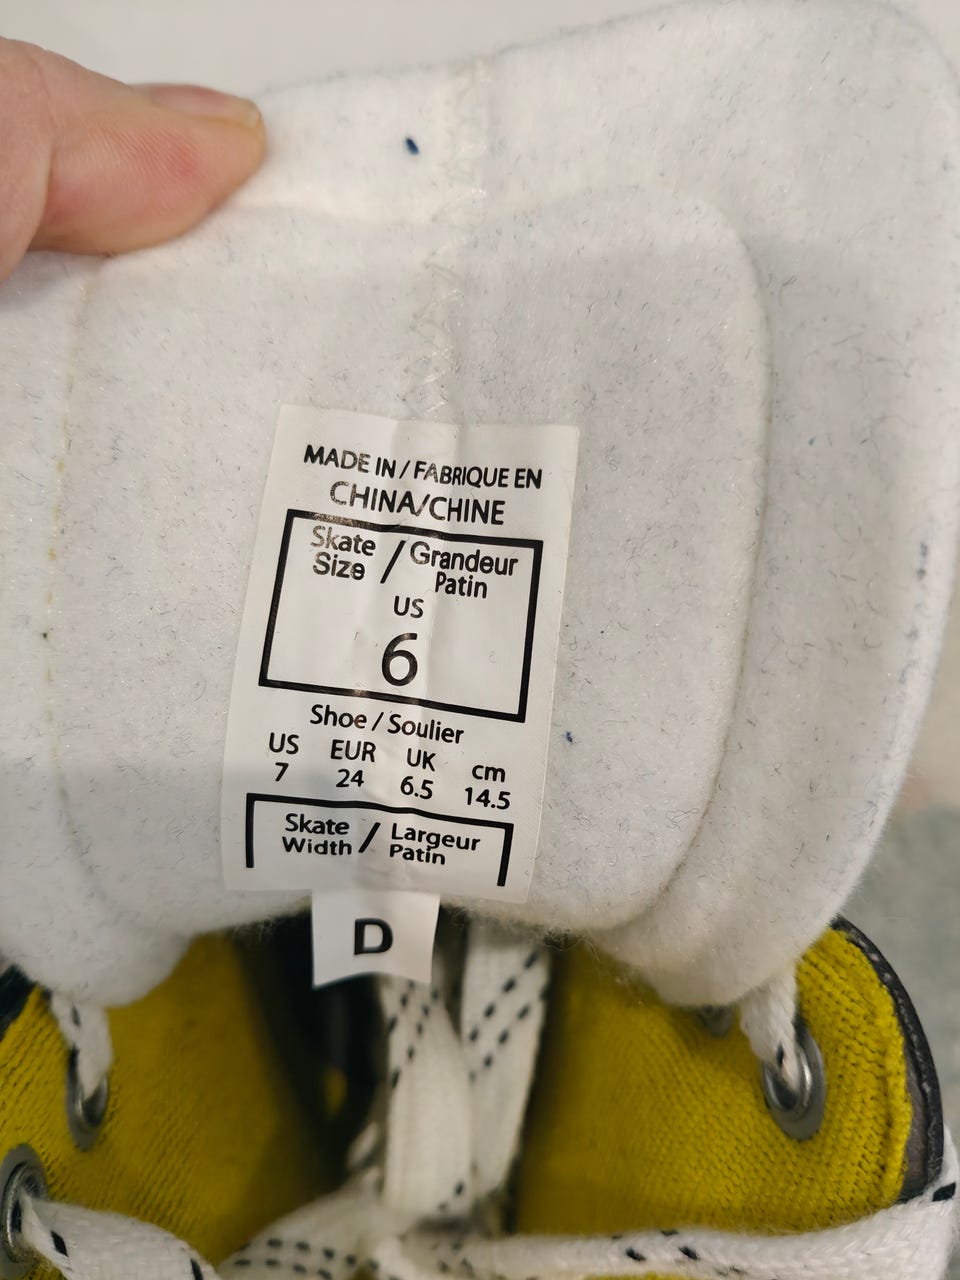 MADE IN / FABRIQUE EN
CHINA/CHINE
Skate Size / Grandeur Patin
US
6
Shoe / Soulier
US EUR UK cm
7 24 6.5 14.5
Skate Width / Largeur Patin
D